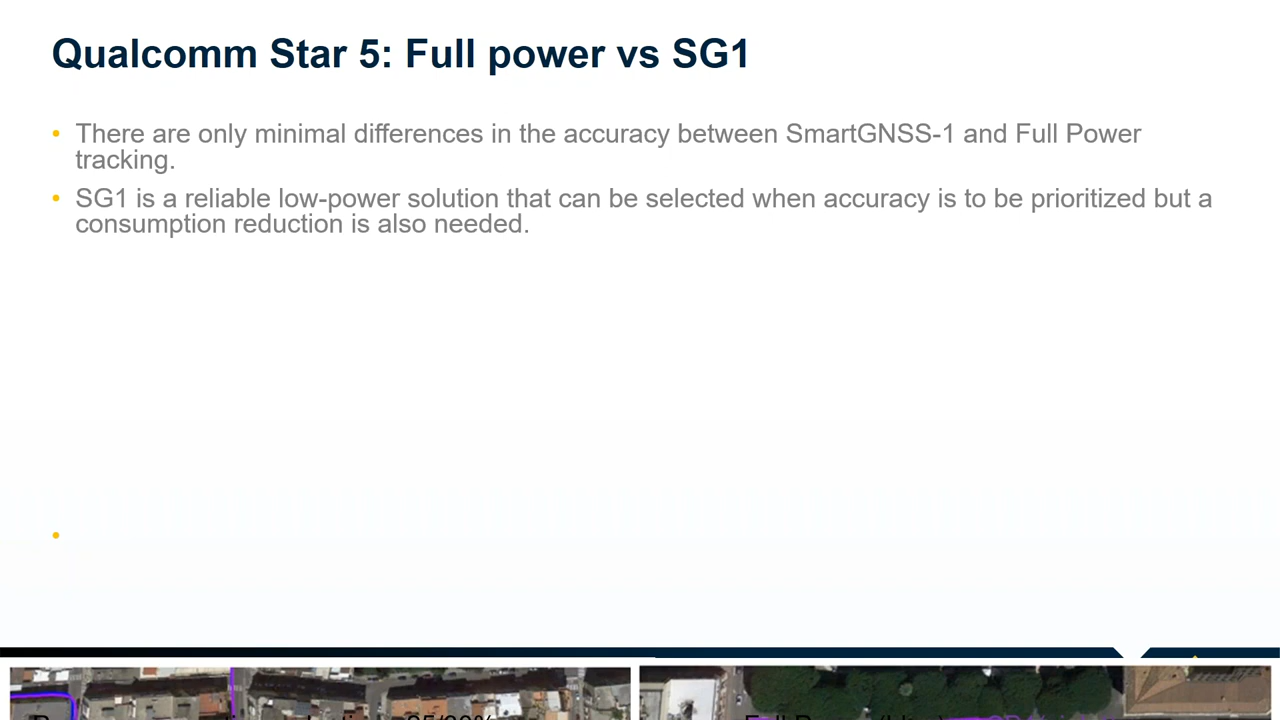 Qualcomm Star 5: Full power vs SG1
• There are only minimal differences in the accuracy between SmartGNSS-1 and Full Power
tracking.
• SG1 is a reliable low-power solution that can be selected when accuracy is to be prioritized but a
consumption reduction is also needed.
•